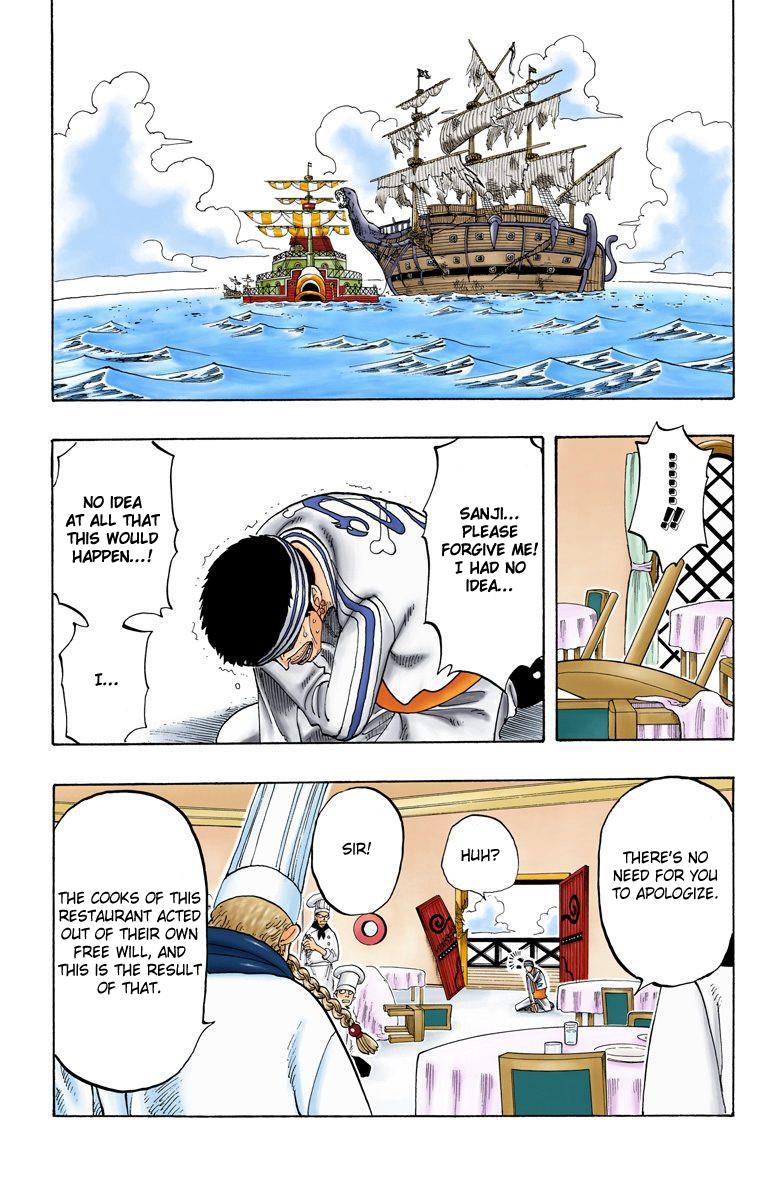 ......!!
SANJI...
PLEASE
FORGIVE ME!
I HAD NO
IDEA...
NO IDEA
AT ALL THAT
THIS WOULD
HAPPEN...!
I...
THERE'S NO
NEED FOR YOU
TO APOLOGIZE.
HUH?
SIR!
THE COOKS OF THIS
RESTAURANT ACTED
OUT OF THEIR OWN
FREE WILL, AND
THIS IS THE RESULT
OF THAT.